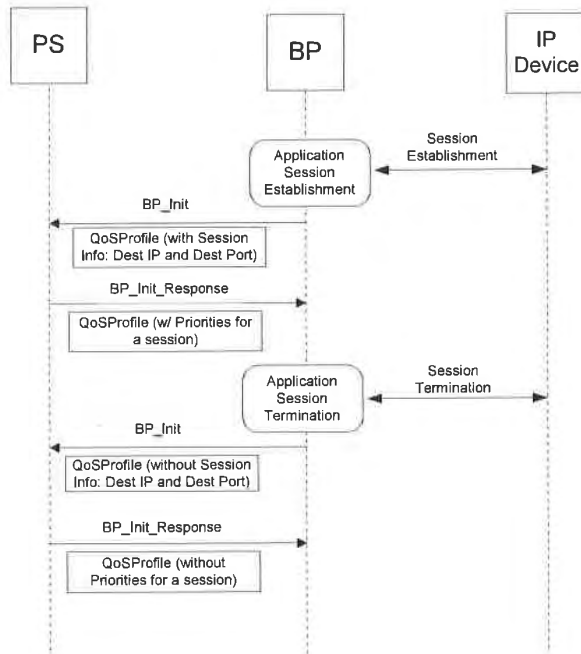 PS
BP
IP
Device
Application
Session
Establishment
Session
Establishment
BP_Init
QoSProfile (with Session
Info: Dest IP and Dest Port)
BP_Init_Response
QoSProfile (w/ Priorities for
a session)
Application
Session
Termination
Session
Termination
BP_Init
QoSProfile (without Session
Info: Dest IP and Dest Port)
BP_Init_Response
QoSProfile (without
Priorities for a session)